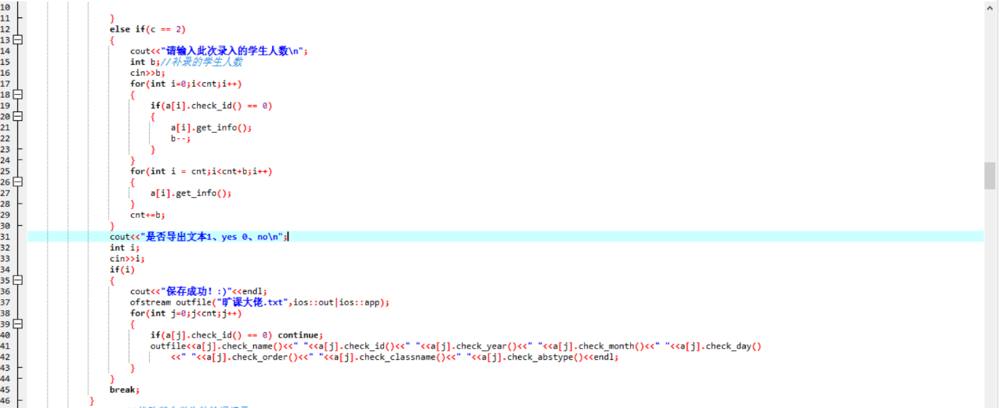 10
11 }
12 else if(c == 2)
13 {
14 cout<<"请输入此次录入的学生人数\n";
15 int b;//补录的学生人数
16 cin>>b;
17 for(int i=0;i<cnt;i++)
18 {
19 if(a[i].check_id() == 0)
20 {
21 a[i].get_info();
22 b--;
23 }
24 }
25 for(int i = cnt;i<cnt+b;i++)
26 {
27 a[i].get_info();
28 }
29 cnt+=b;
30 }
31 cout<<"是否导出文本1、yes 0、no\n";
32 int i;
33 cin>>i;
34 if(i)
35 {
36 cout<<"保存成功! :)"<<endl;
37 ofstream outfile("旷课大佬.txt",ios::out|ios::app);
38 for(int j=0;j<cnt;j++)
39 {
40 if(a[j].check_id() == 0) continue;
41 outfile<<a[j].check_name()<<" "<<a[j].check_id()<<" "<<a[j].check_year()<<" "<<a[j].check_month()<<" "<<a[j].check_day()
42 <<" "<<a[j].check_order()<<" "<<a[j].check_classname()<<" "<<a[j].check_abstype()<<endl;
43 }
44 }
45 break;
46 }